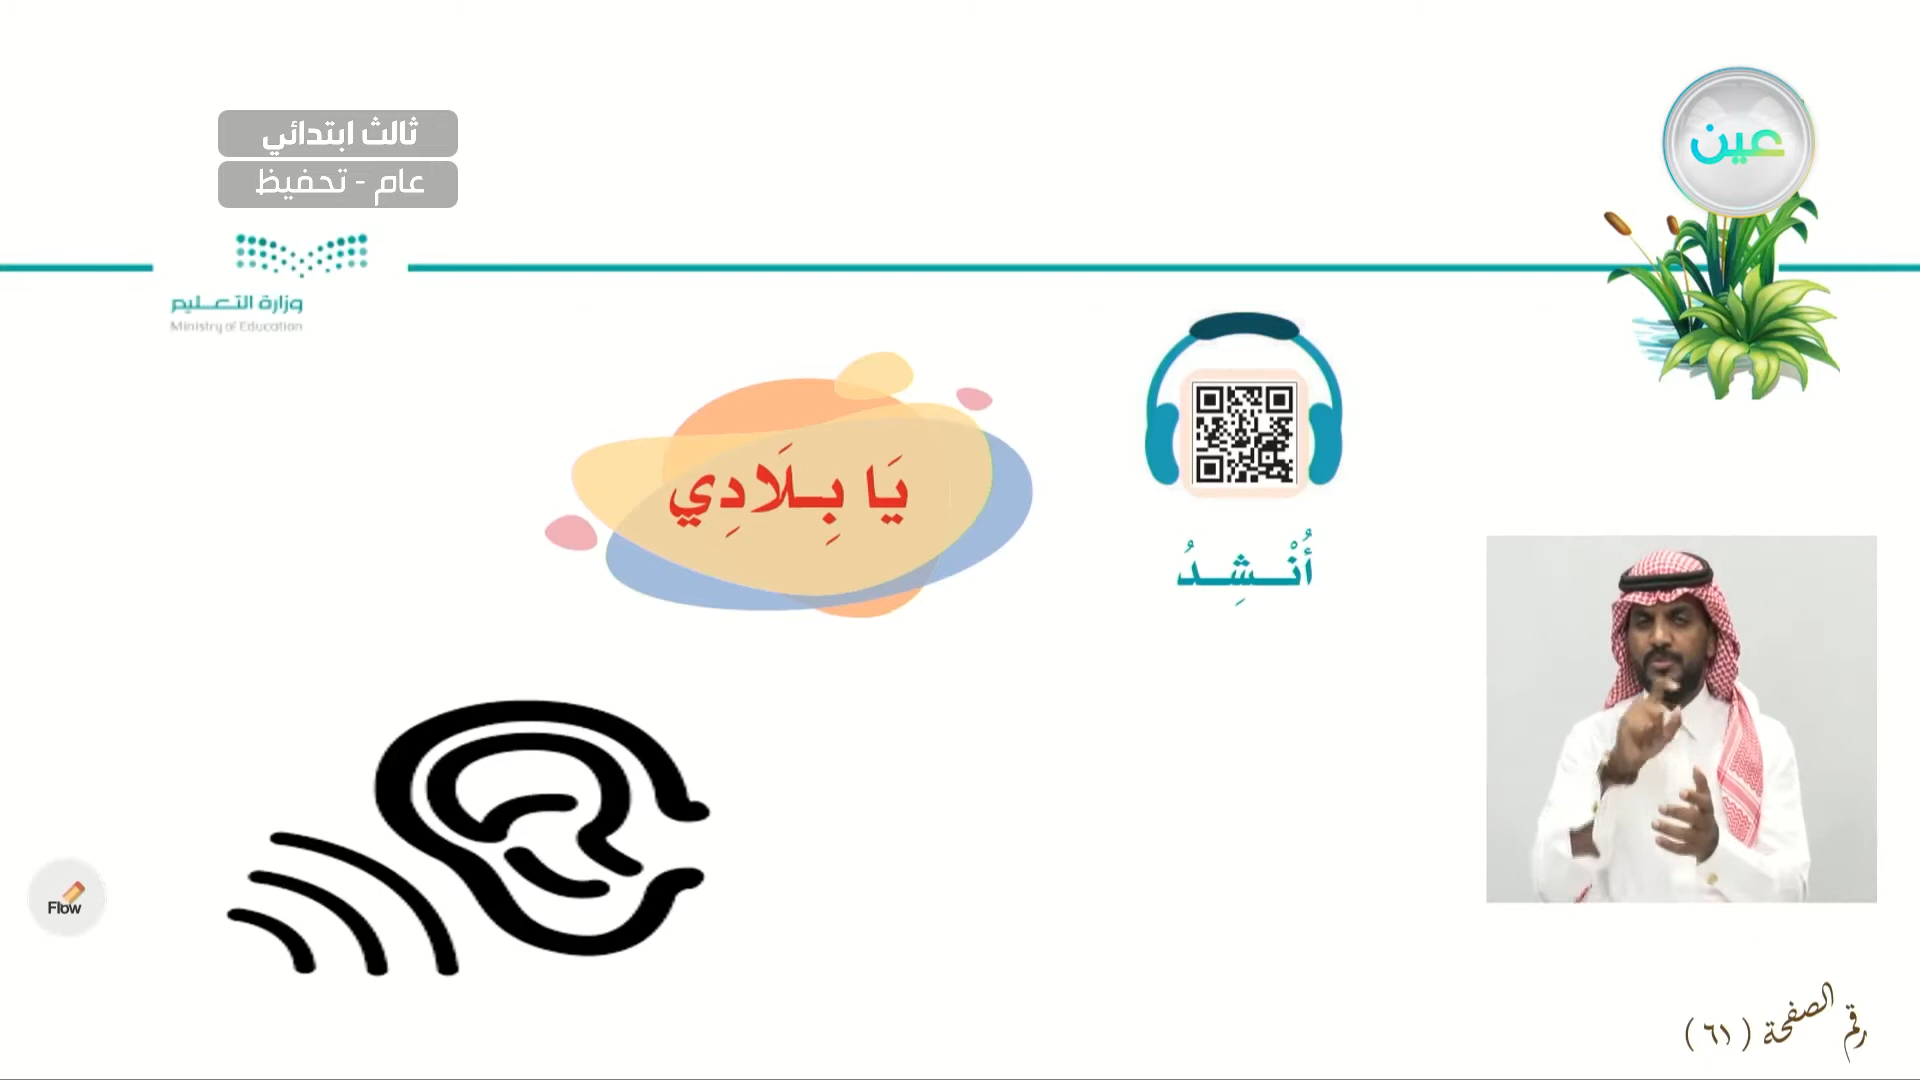 عين
ثالث ابتدائي
عام - تحفيظ
وزارة التعليم
Ministry of Education
يَا بِلَادِي
أُنْشِدُ
Flow
رقم الصفحة (٦١)